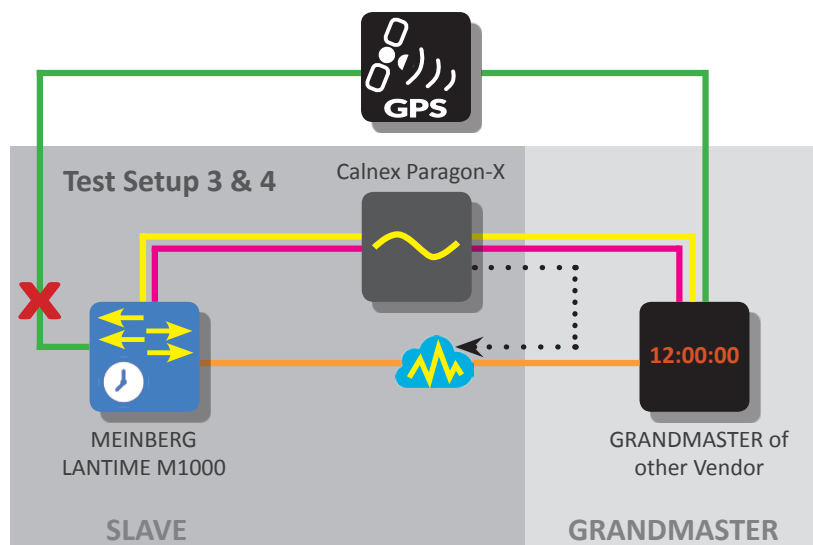 GPS
Test Setup 3 & 4
Calnex Paragon-X
12:00:00
MEINBERG
LANTIME M1000
GRANDMASTER of
other Vendor
SLAVE
GRANDMASTER